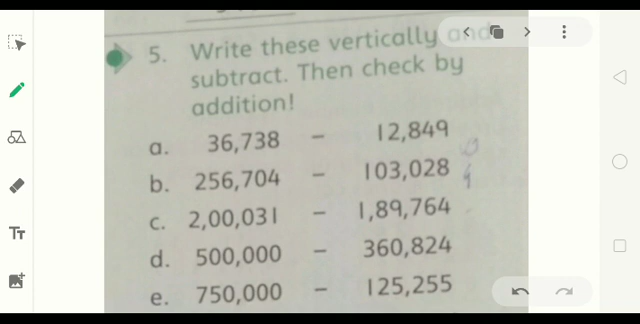 5. Write these vertically and
subtract. Then check by
addition!
a. 36,738 – 12,849
b. 256,704 – 103,028
c. 2,00,031 – 1,89,764
d. 500,000 – 360,824
e. 750,000 – 125,255
Tт